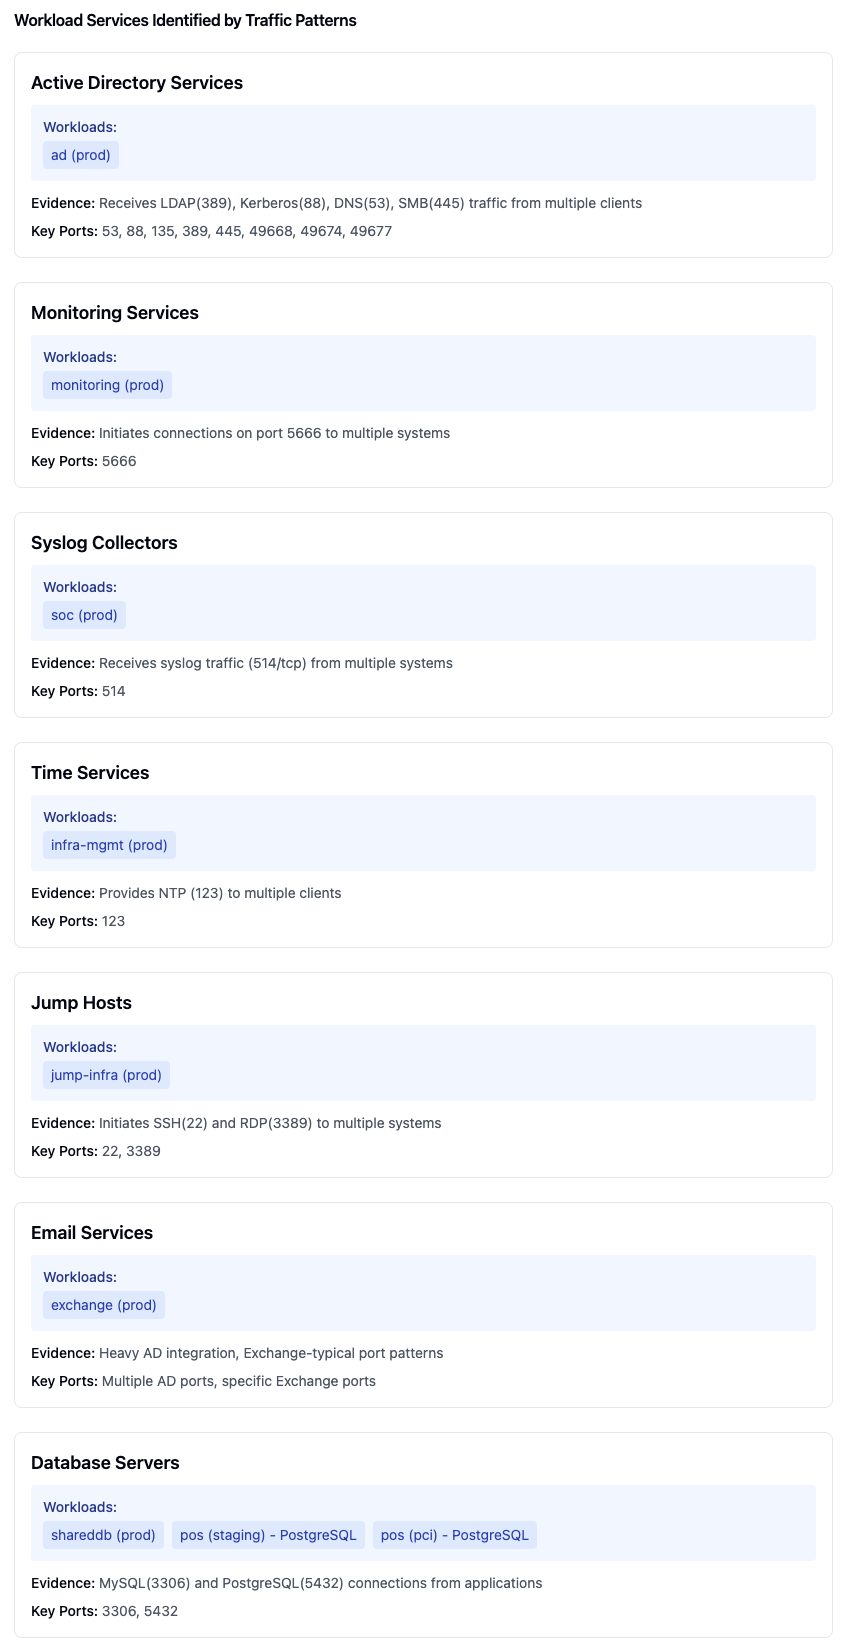 Workload Services Identified by Traffic Patterns
Active Directory Services
Workloads:
ad (prod)
Evidence: Receives LDAP(389), Kerberos(88), DNS(53), SMB(445) traffic from multiple clients
Key Ports: 53, 88, 135, 389, 445, 49668, 49674, 49677
Monitoring Services
Workloads:
monitoring (prod)
Evidence: Initiates connections on port 5666 to multiple systems
Key Ports: 5666
Syslog Collectors
Workloads:
soc (prod)
Evidence: Receives syslog traffic (514/tcp) from multiple systems
Key Ports: 514
Time Services
Workloads:
infra-mgmt (prod)
Evidence: Provides NTP (123) to multiple clients
Key Ports: 123
Jump Hosts
Workloads:
jump-infra (prod)
Evidence: Initiates SSH(22) and RDP(3389) to multiple systems
Key Ports: 22, 3389
Email Services
Workloads:
exchange (prod)
Evidence: Heavy AD integration, Exchange-typical port patterns
Key Ports: Multiple AD ports, specific Exchange ports
Database Servers
Workloads:
shareddb (prod) pos (staging) - PostgreSQL pos (pci) - PostgreSQL
Evidence: MySQL(3306) and PostgreSQL(5432) connections from applications
Key Ports: 3306, 5432